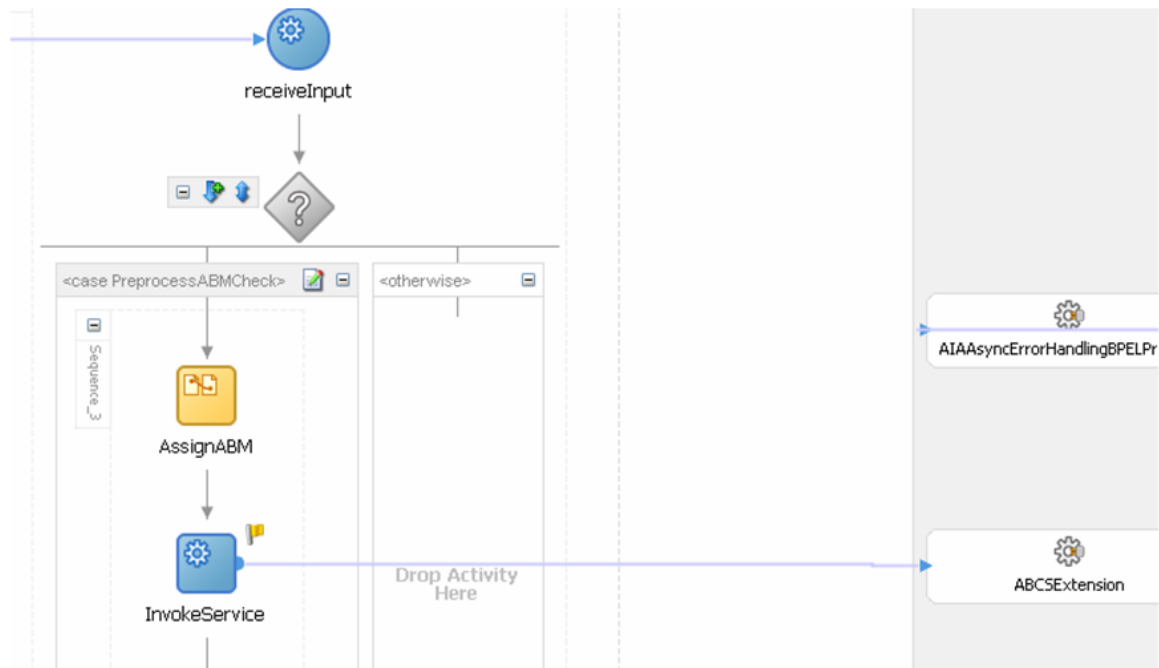 receiveInput
?
<case PreprocessABMCheck>
<otherwise>
Sequence_3
AIAAsyncErrorHandlingBPELPr
AssignABM
Drop Activity
Here
ABCSExtension
InvokeService